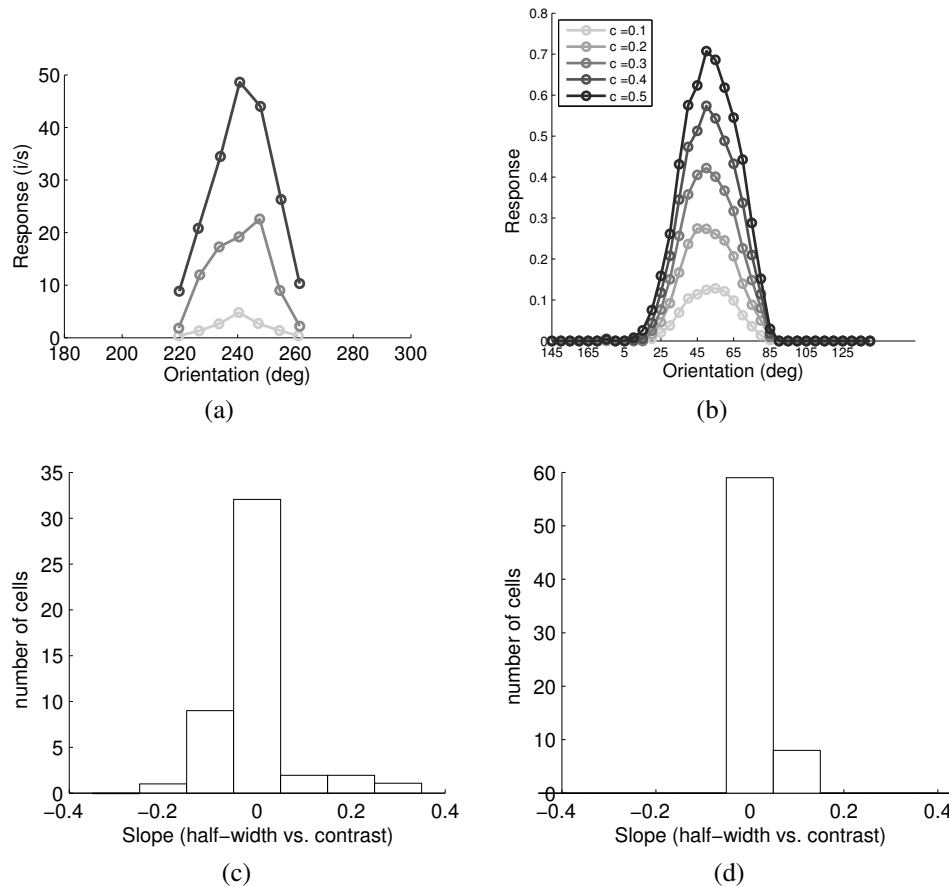 50
40
30
20
10
0
Response (i/s)
180 200 220 240 260 280 300
Orientation (deg)
(a)
Response
0.8
0.7
0.6
0.5
0.4
0.3
0.2
0.1
0
Response
c =0.1
c =0.2
c =0.3
c =0.4
c =0.5
145 165 5 25 45 65 85 105 125
Orientation (deg)
(b)
35
30
25
20
15
10
5
0
number of cells
−0.4 −0.2 0 0.2 0.4
Slope (half−width vs. contrast)
(c)
60
50
40
30
20
10
0
number of cells
−0.4 −0.2 0 0.2 0.4
Slope (half−width vs. contrast)
(d)